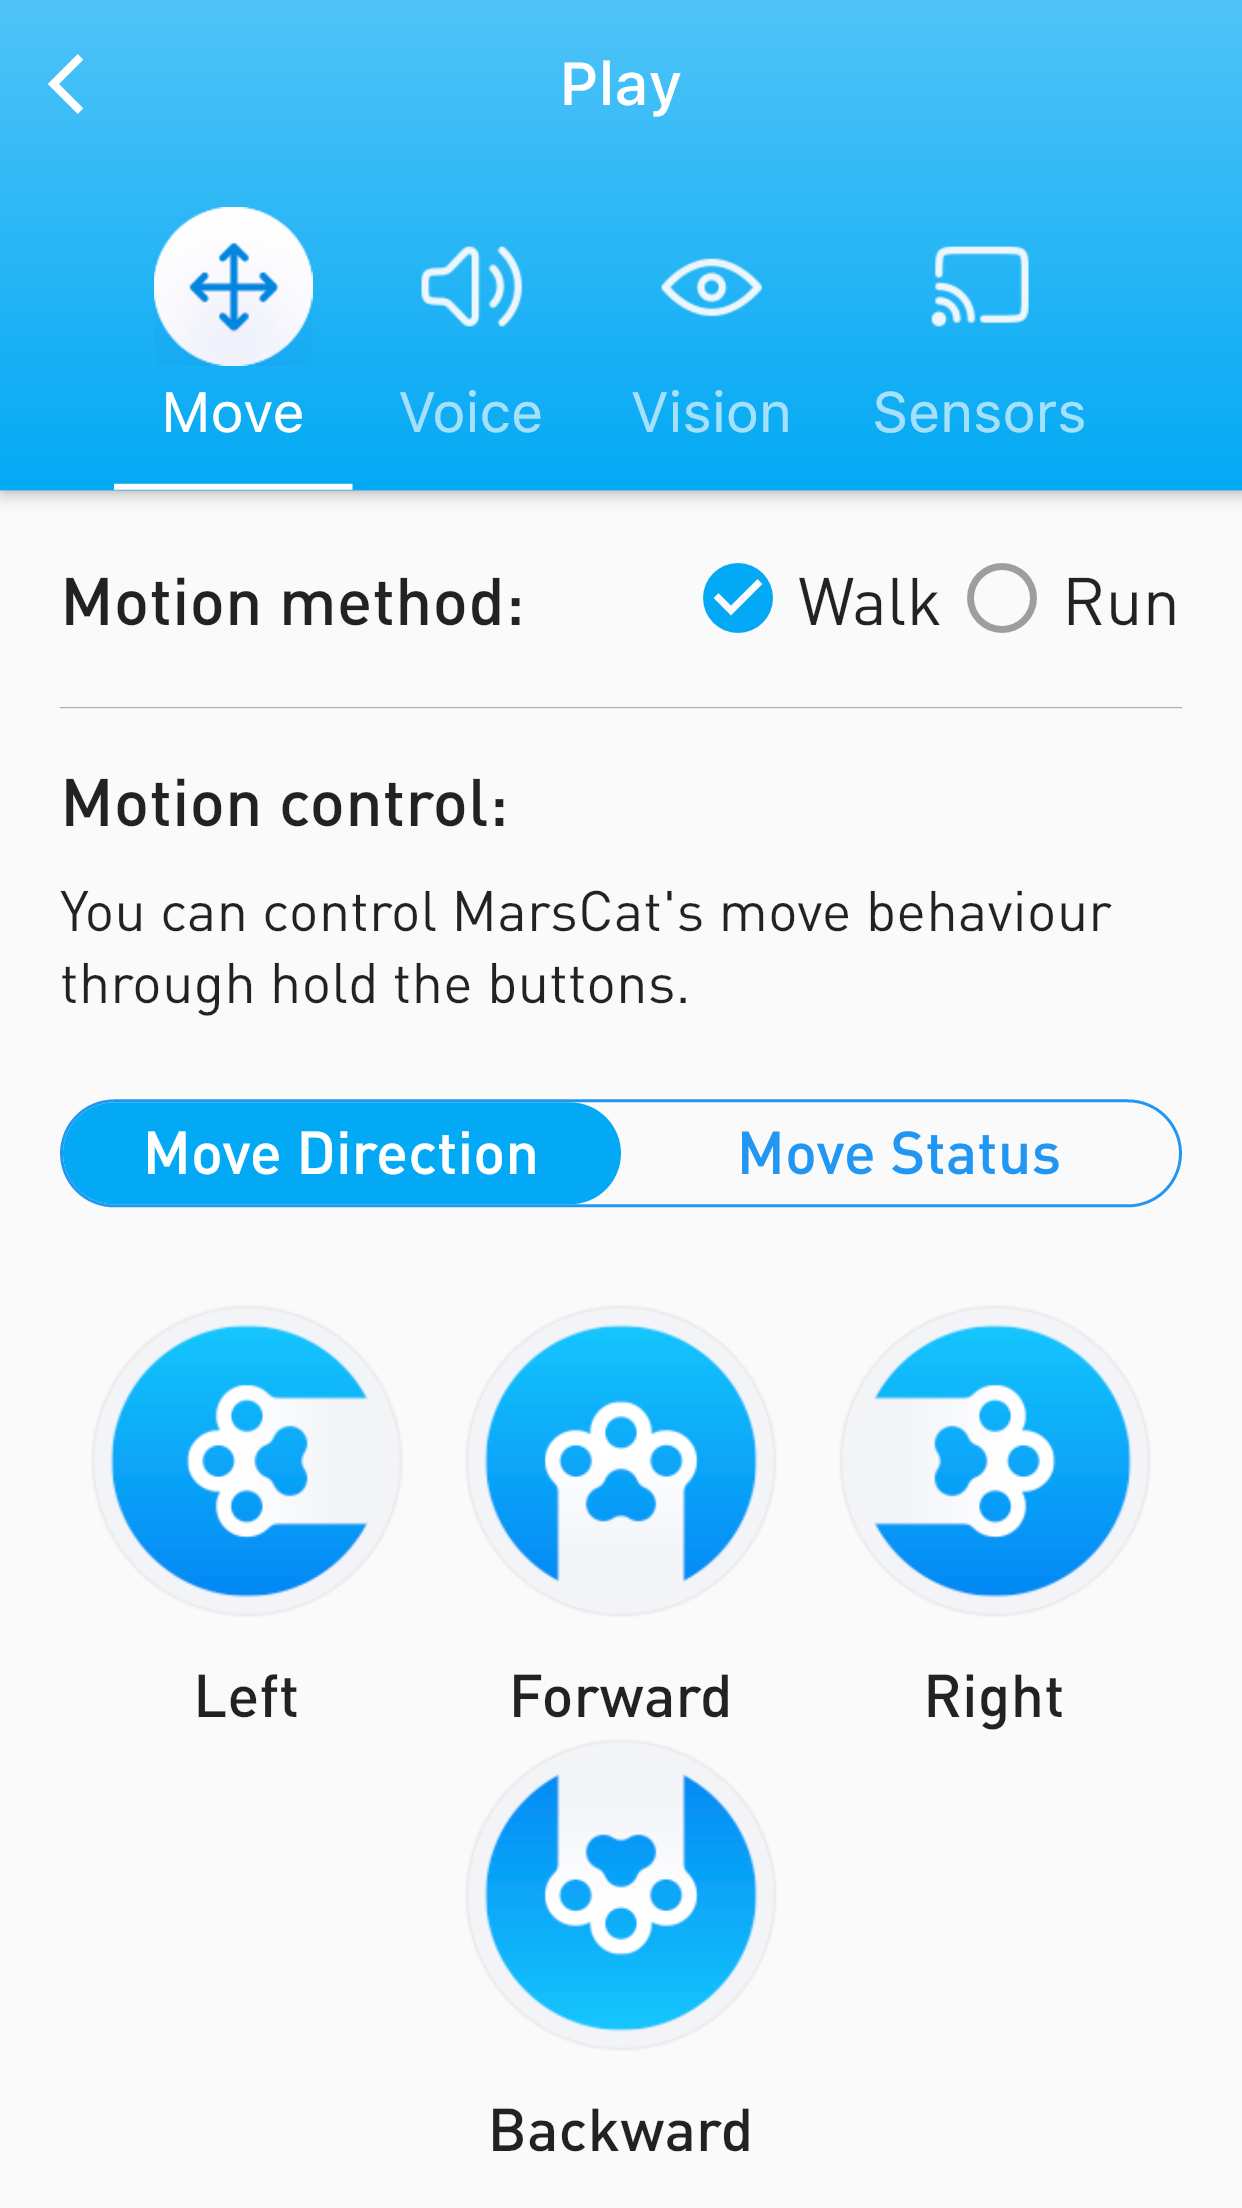 Play
Move Voice Vision Sensors
Motion method: Walk Run
Motion control:
You can control MarsCat's move behaviour
through hold the buttons.
Move Direction Move Status
Left Forward Right
Backward